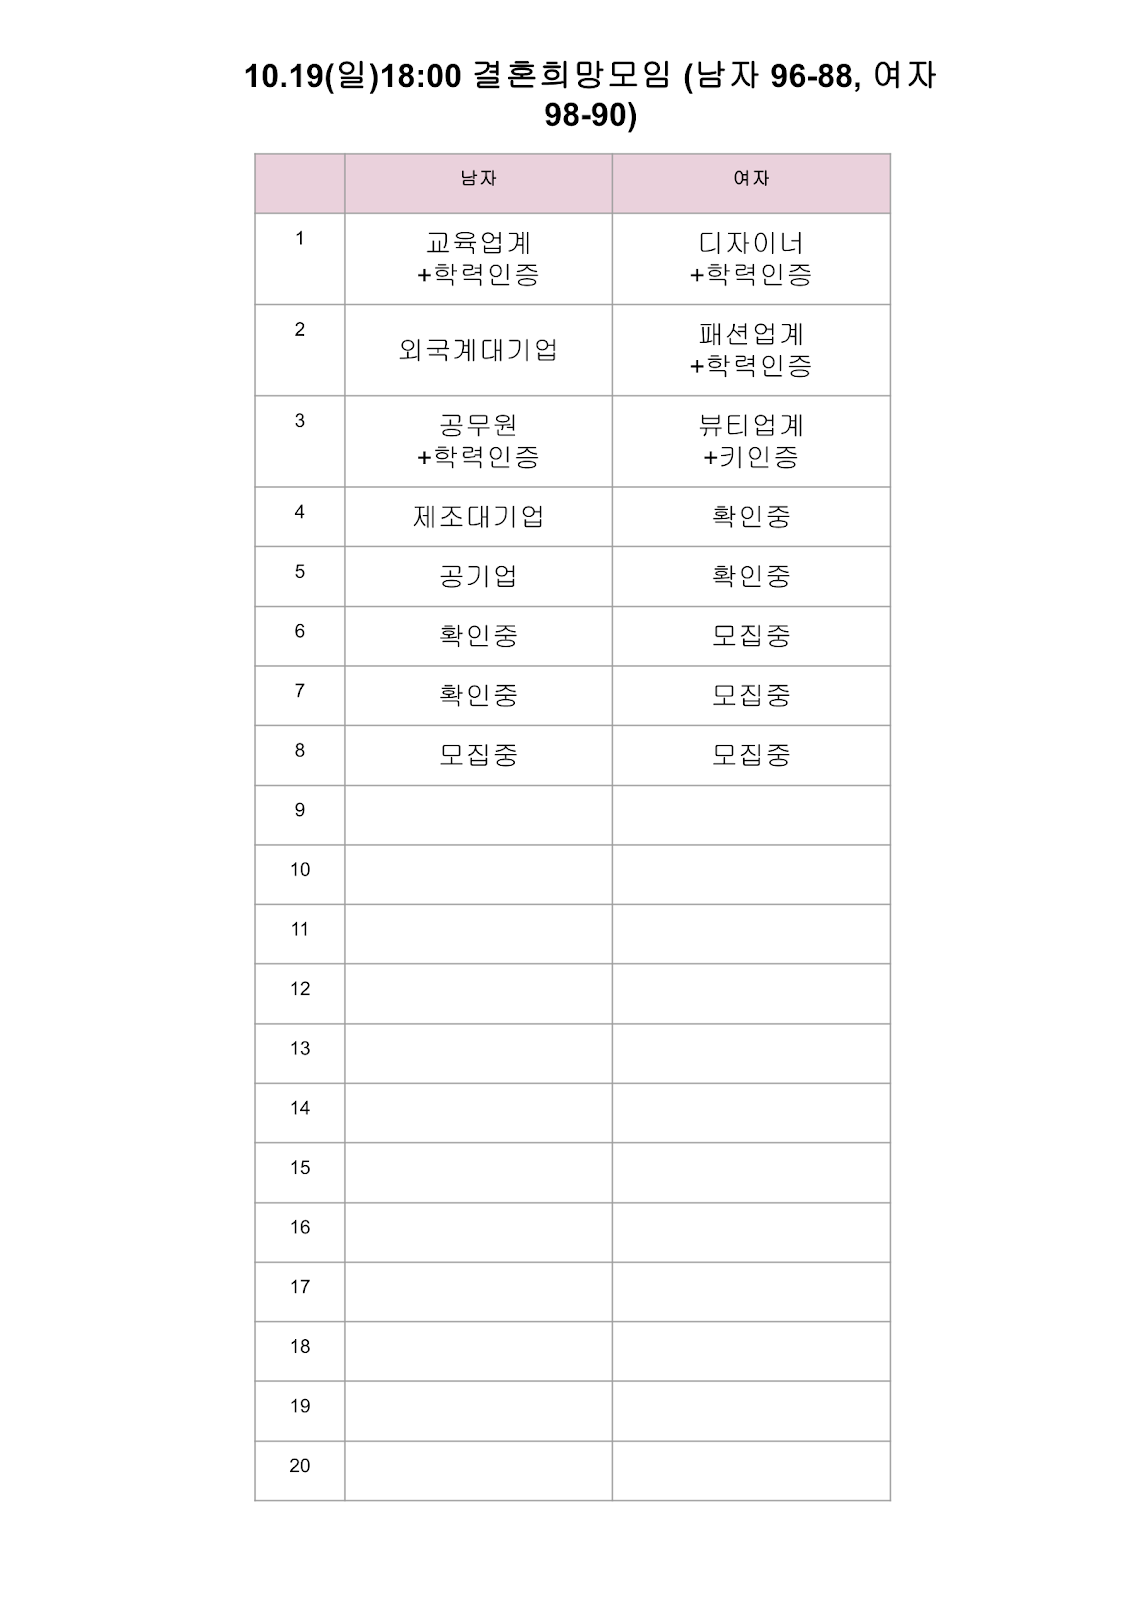 10.19(일)18:00 결혼희망모임 (남자 96-88, 여자
98-90)
남자 여자
1 교육업계 디자이너
+학력인증 +학력인증
2 외국계대기업 패션업계
+학력인증
3 공무원 뷰티업계
+학력인증 +키인증
4 제조대기업 확인중
5 공기업 확인중
6 확인중 모집중
7 확인중 모집중
8 모집중 모집중
9
10
11
12
13
14
15
16
17
18
19
20